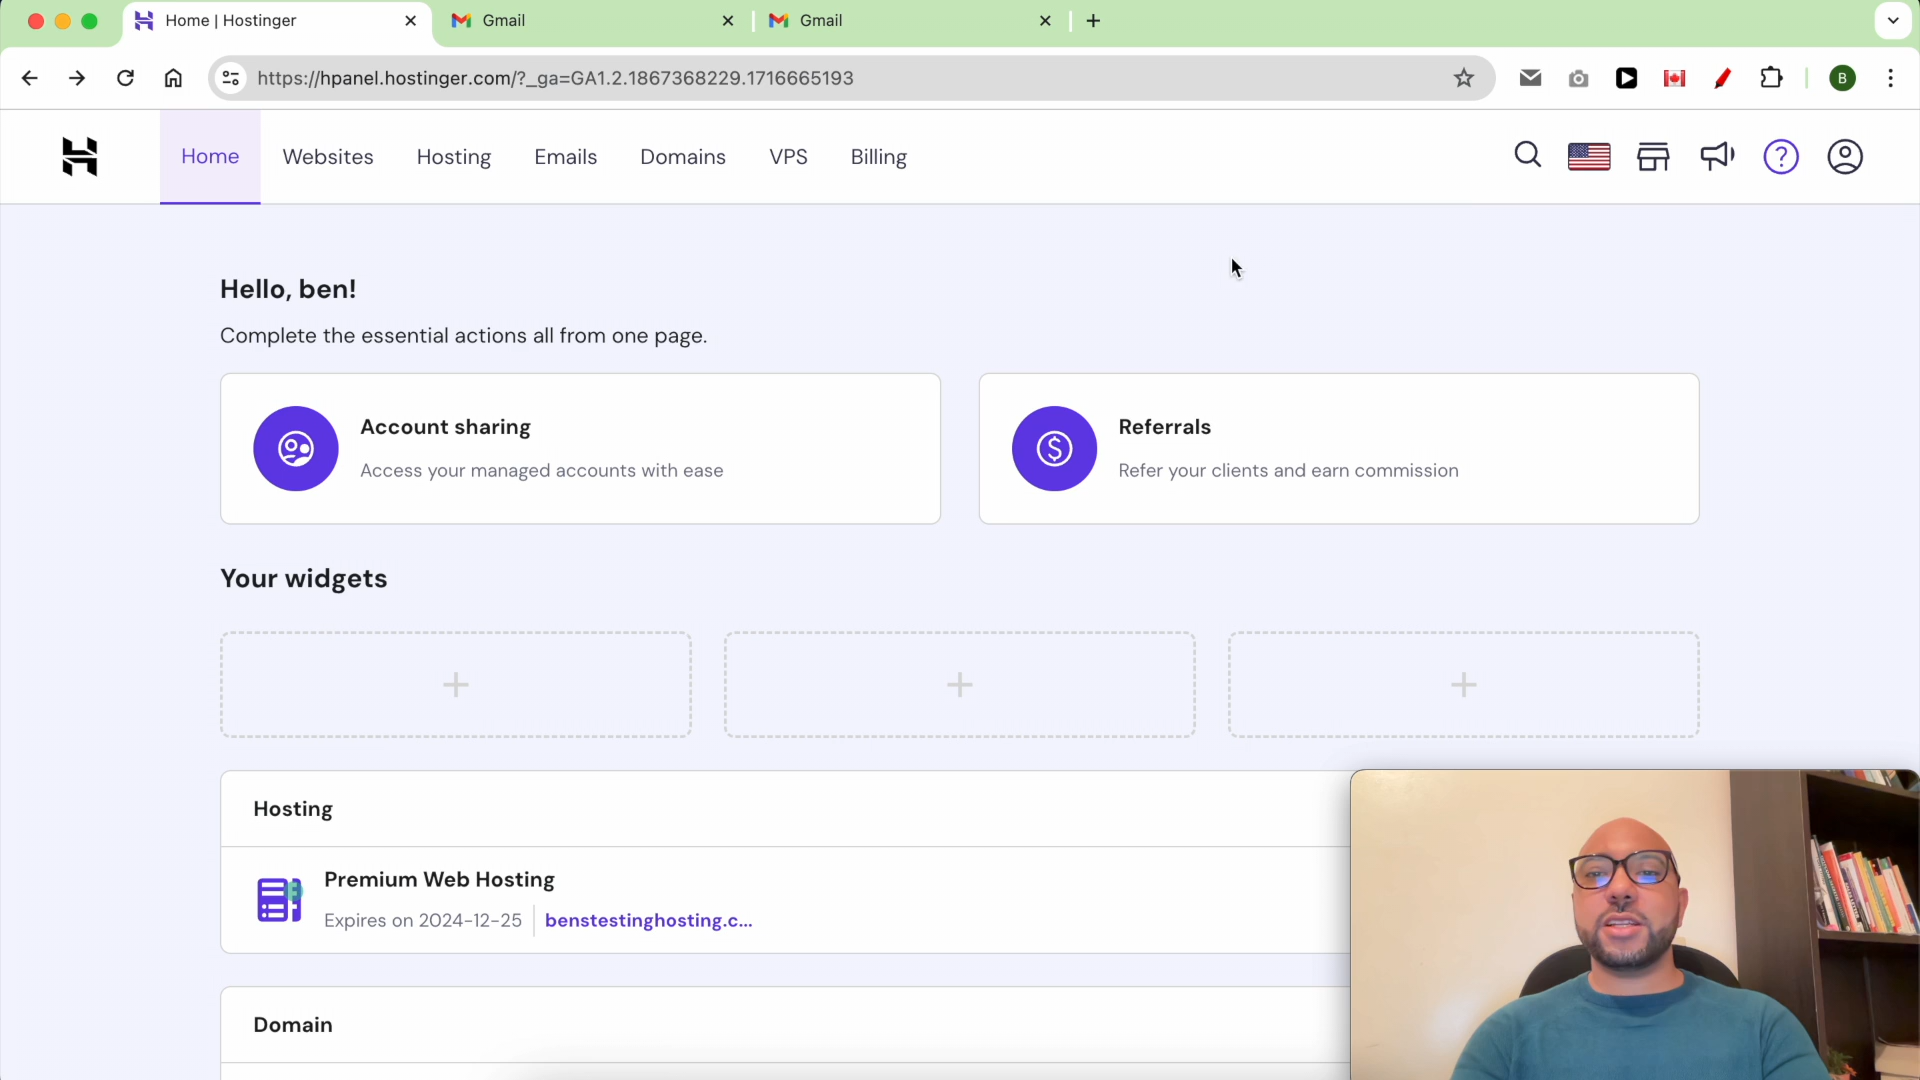 Home | Hostinger
Gmail
Gmail
https://hpanel.hostinger.com/?_ga=GA1.2.1867368229.1716665193
B
Home
Websites
Hosting
Emails
Domains
VPS
Billing
Hello, ben!
Complete the essential actions all from one page.
Account sharing
Access your managed accounts with ease
Referrals
Refer your clients and earn commission
Your widgets
Hosting
Premium Web Hosting
Expires on 2024-12-25
benstestinghosting.c...
Domain